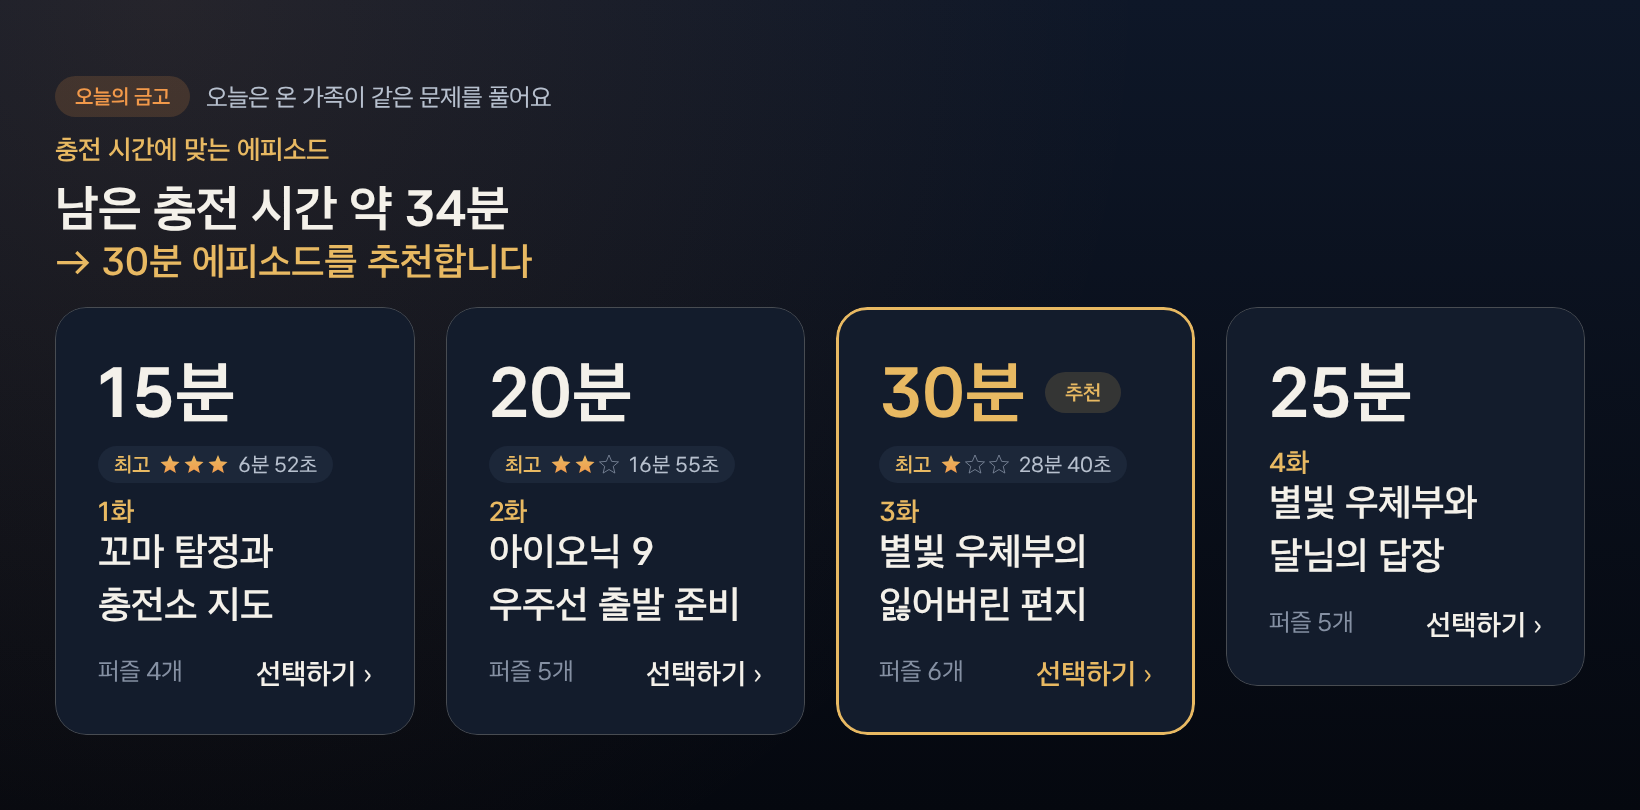 오늘의 금고 오늘은 온 가족이 같은 문제를 풀어요
충전 시간에 맞는 에피소드
남은 충전 시간 약 34분
→ 30분 에피소드를 추천합니다
15분
최고 ★★★ 6분 52초
1화
꼬마 탐정과
충전소 지도
퍼즐 4개 선택하기 ›
20분
최고 ★★☆ 16분 55초
2화
아이오닉 9
우주선 출발 준비
퍼즐 5개 선택하기 ›
30분 추천
최고 ★☆☆ 28분 40초
3화
별빛 우체부의
잃어버린 편지
퍼즐 6개 선택하기 ›
25분
4화
별빛 우체부와
달님의 답장
퍼즐 5개 선택하기 ›